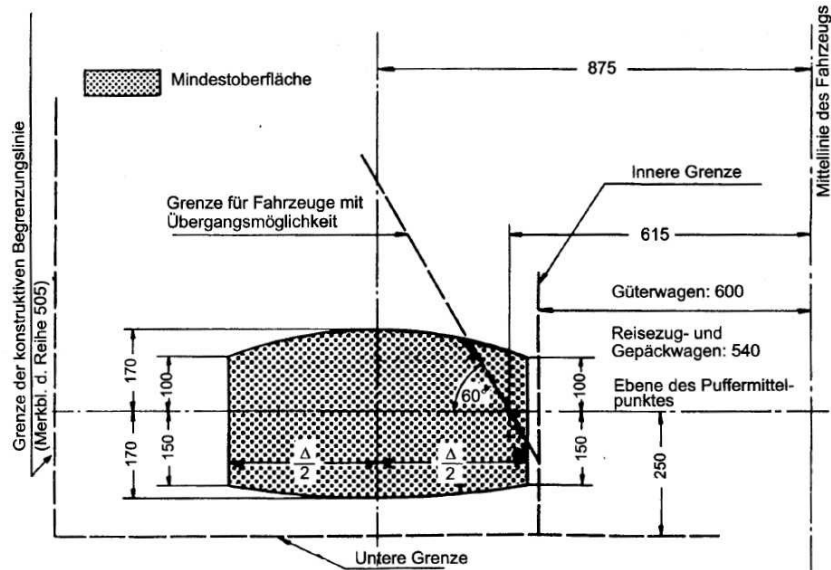 Grenze der konstruktiven Begrenzungslinie
(Merkbl. d. Reihe 505)
Mindestoberfläche
875
Mittellinie des Fahrzeugs
Innere Grenze
Grenze für Fahrzeuge mit
Übergangsmöglichkeit
615
Güterwagen: 600
Reisezug- und
Gepäckwagen: 540
Ebene des Puffermittel-
punktes
170
100
60°
100
170
150
Δ/2
Δ/2
150
250
Untere Grenze